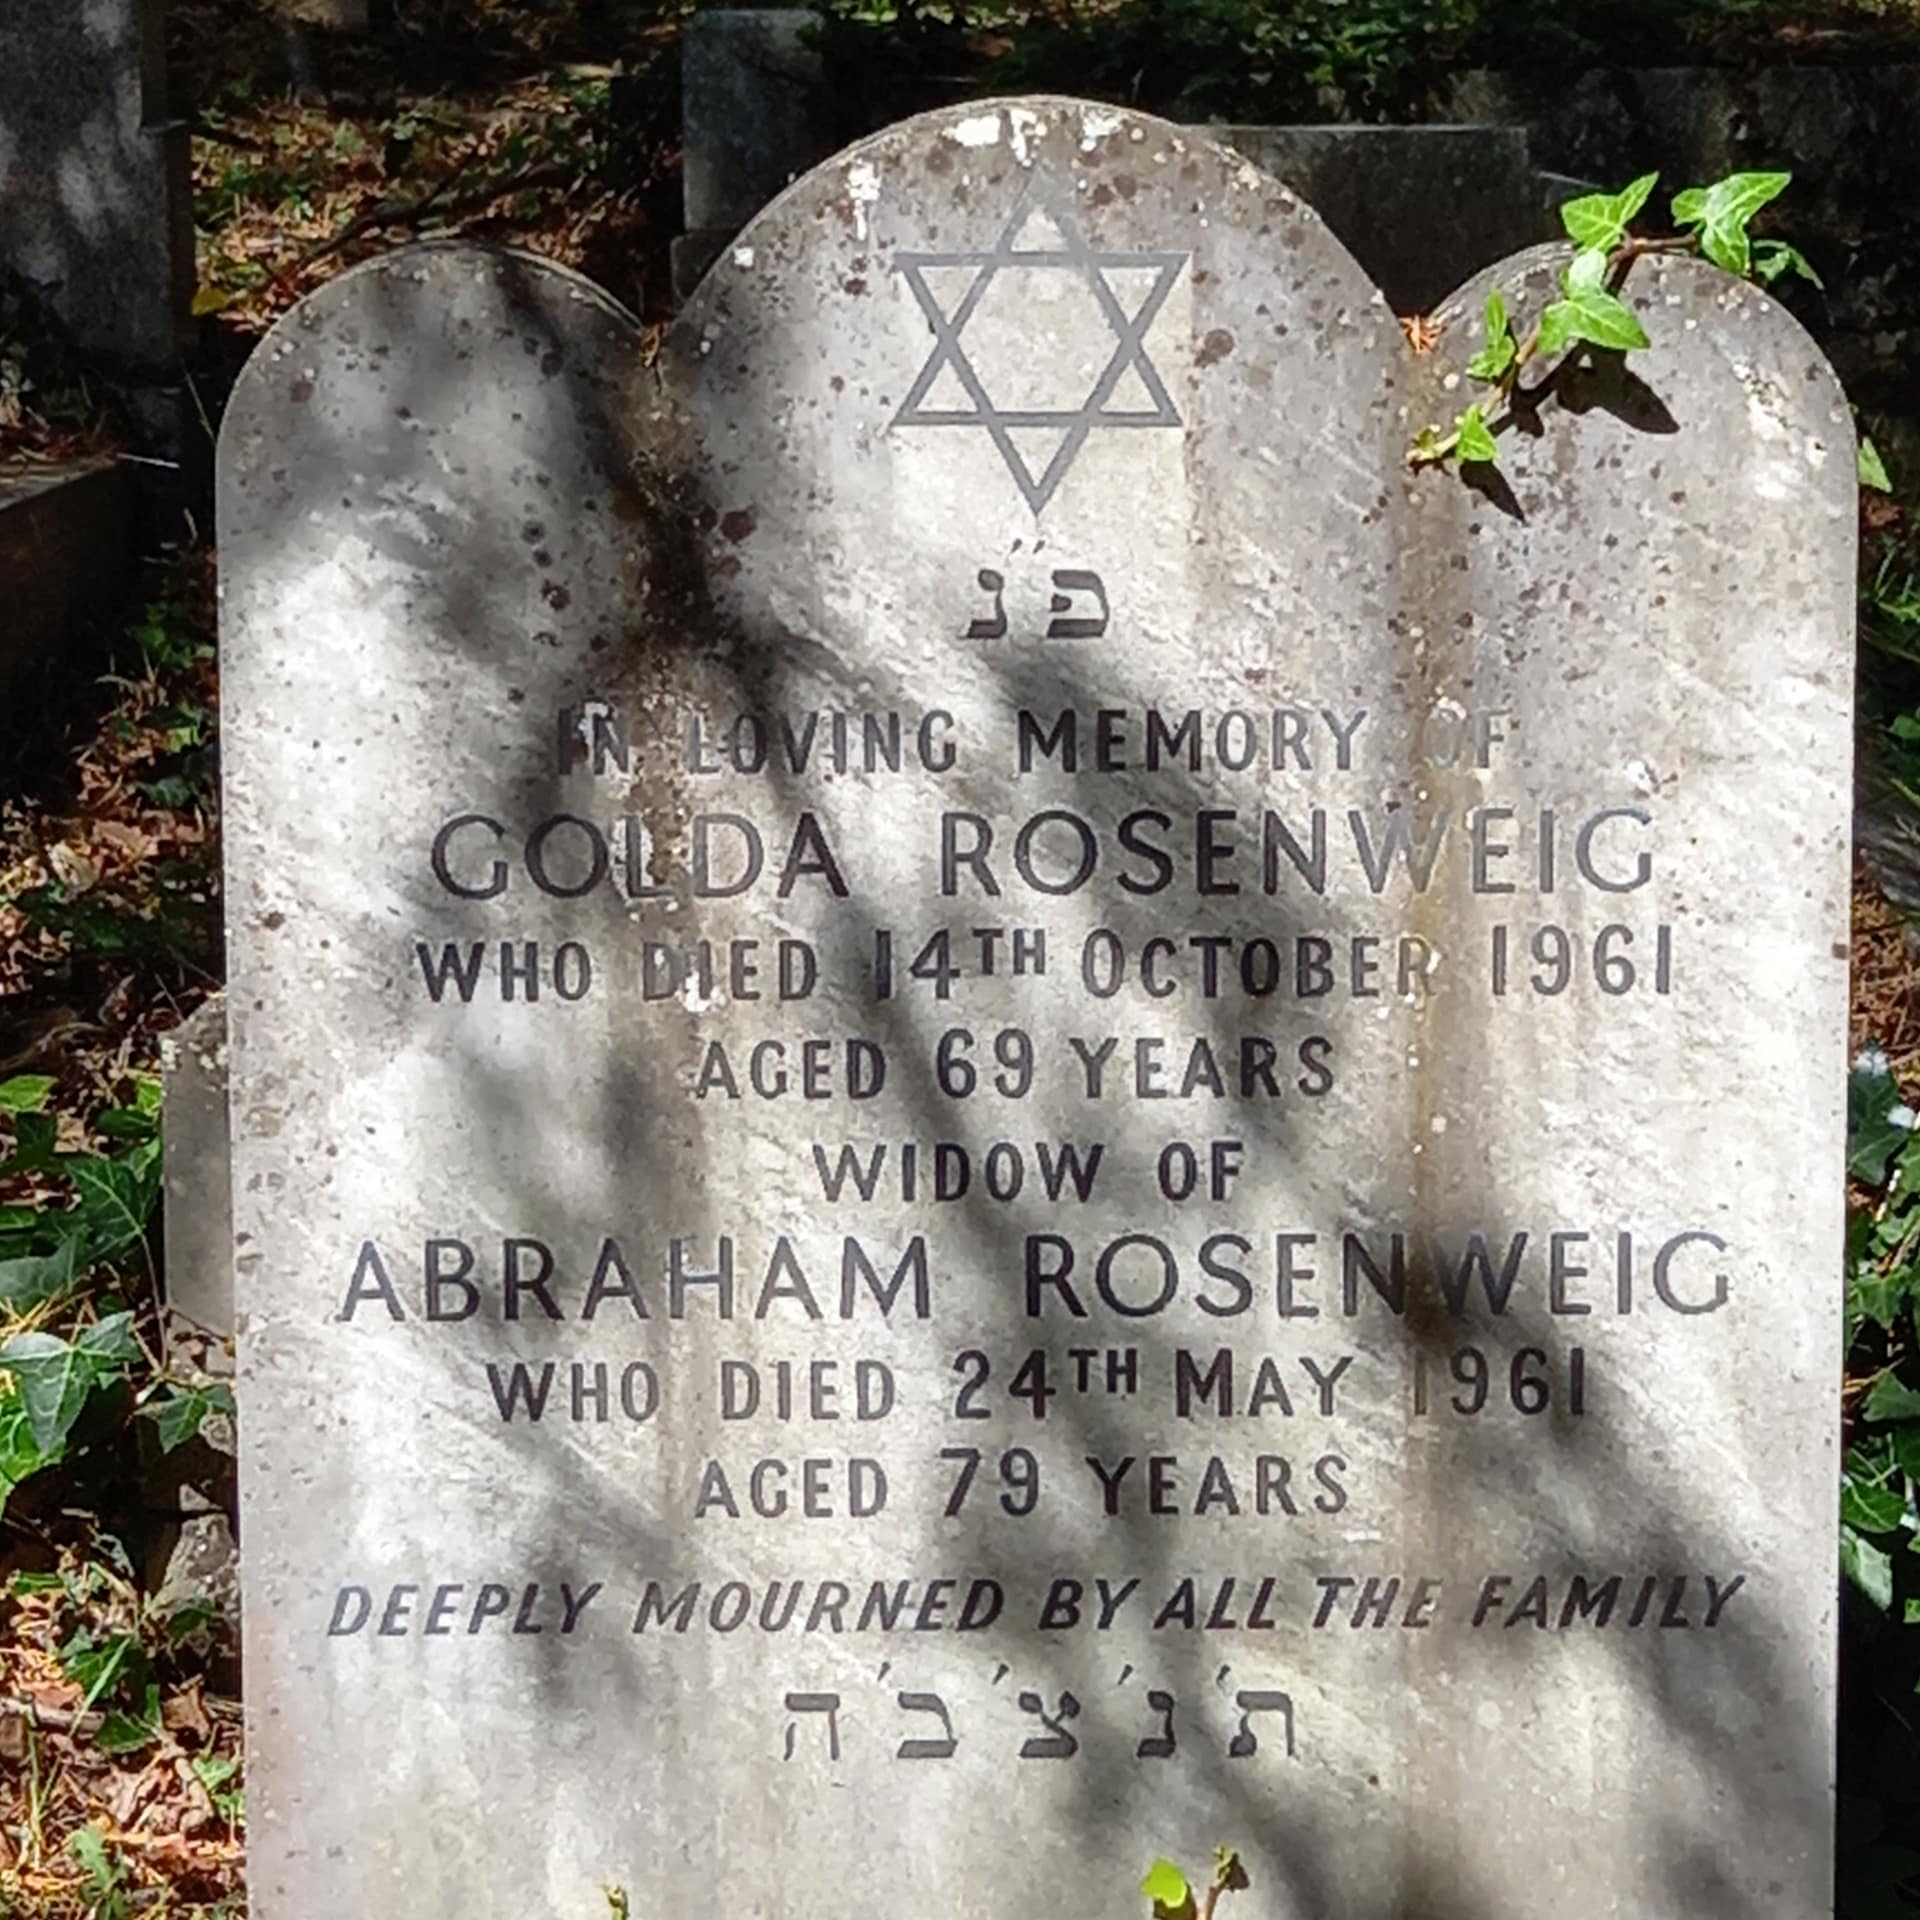 פ׳׳נ
IN LOVING MEMORY OF
GOLDA ROSENWEIG
WHO DIED 14TH OCTOBER 1961
AGED 69 YEARS
WIDOW OF
ABRAHAM ROSENWEIG
WHO DIED 24TH MAY 1961
AGED 79 YEARS
DEEPLY MOURNED BY ALL THE FAMILY
ת׳נ׳צ׳ב׳ה